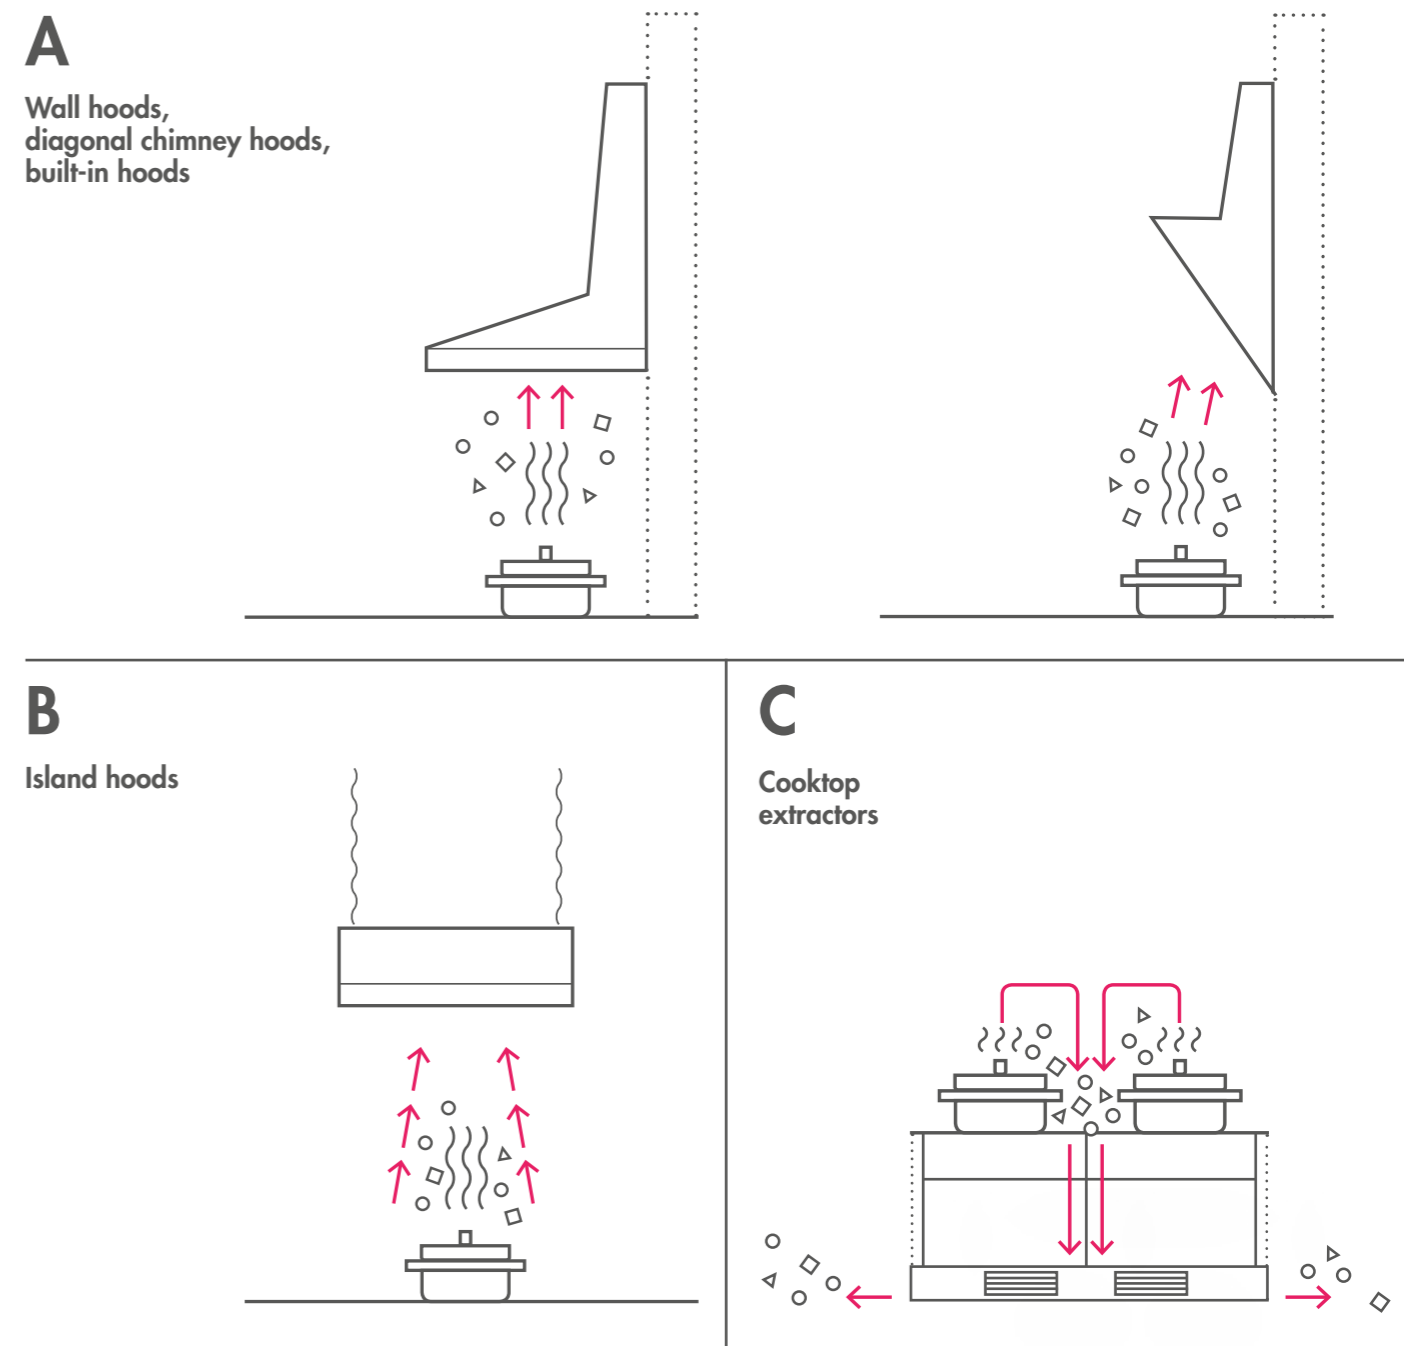 A
Wall hoods,
diagonal chimney hoods,
built-in hoods
B
Island hoods
C
Cooktop
extractors